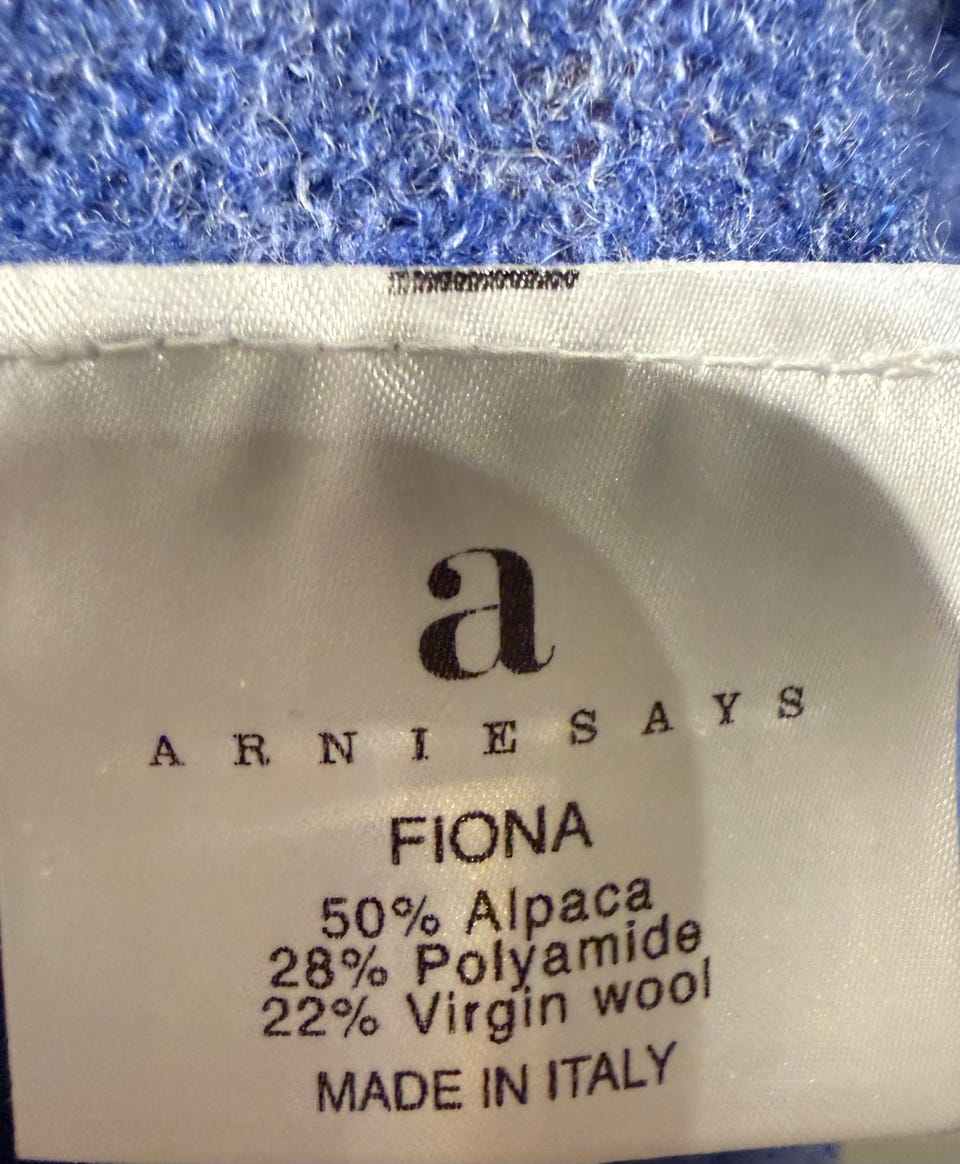 a
ARNIESAYS
FIONA
50% Alpaca
28% Polyamide
22% Virgin wool
MADE IN ITALY